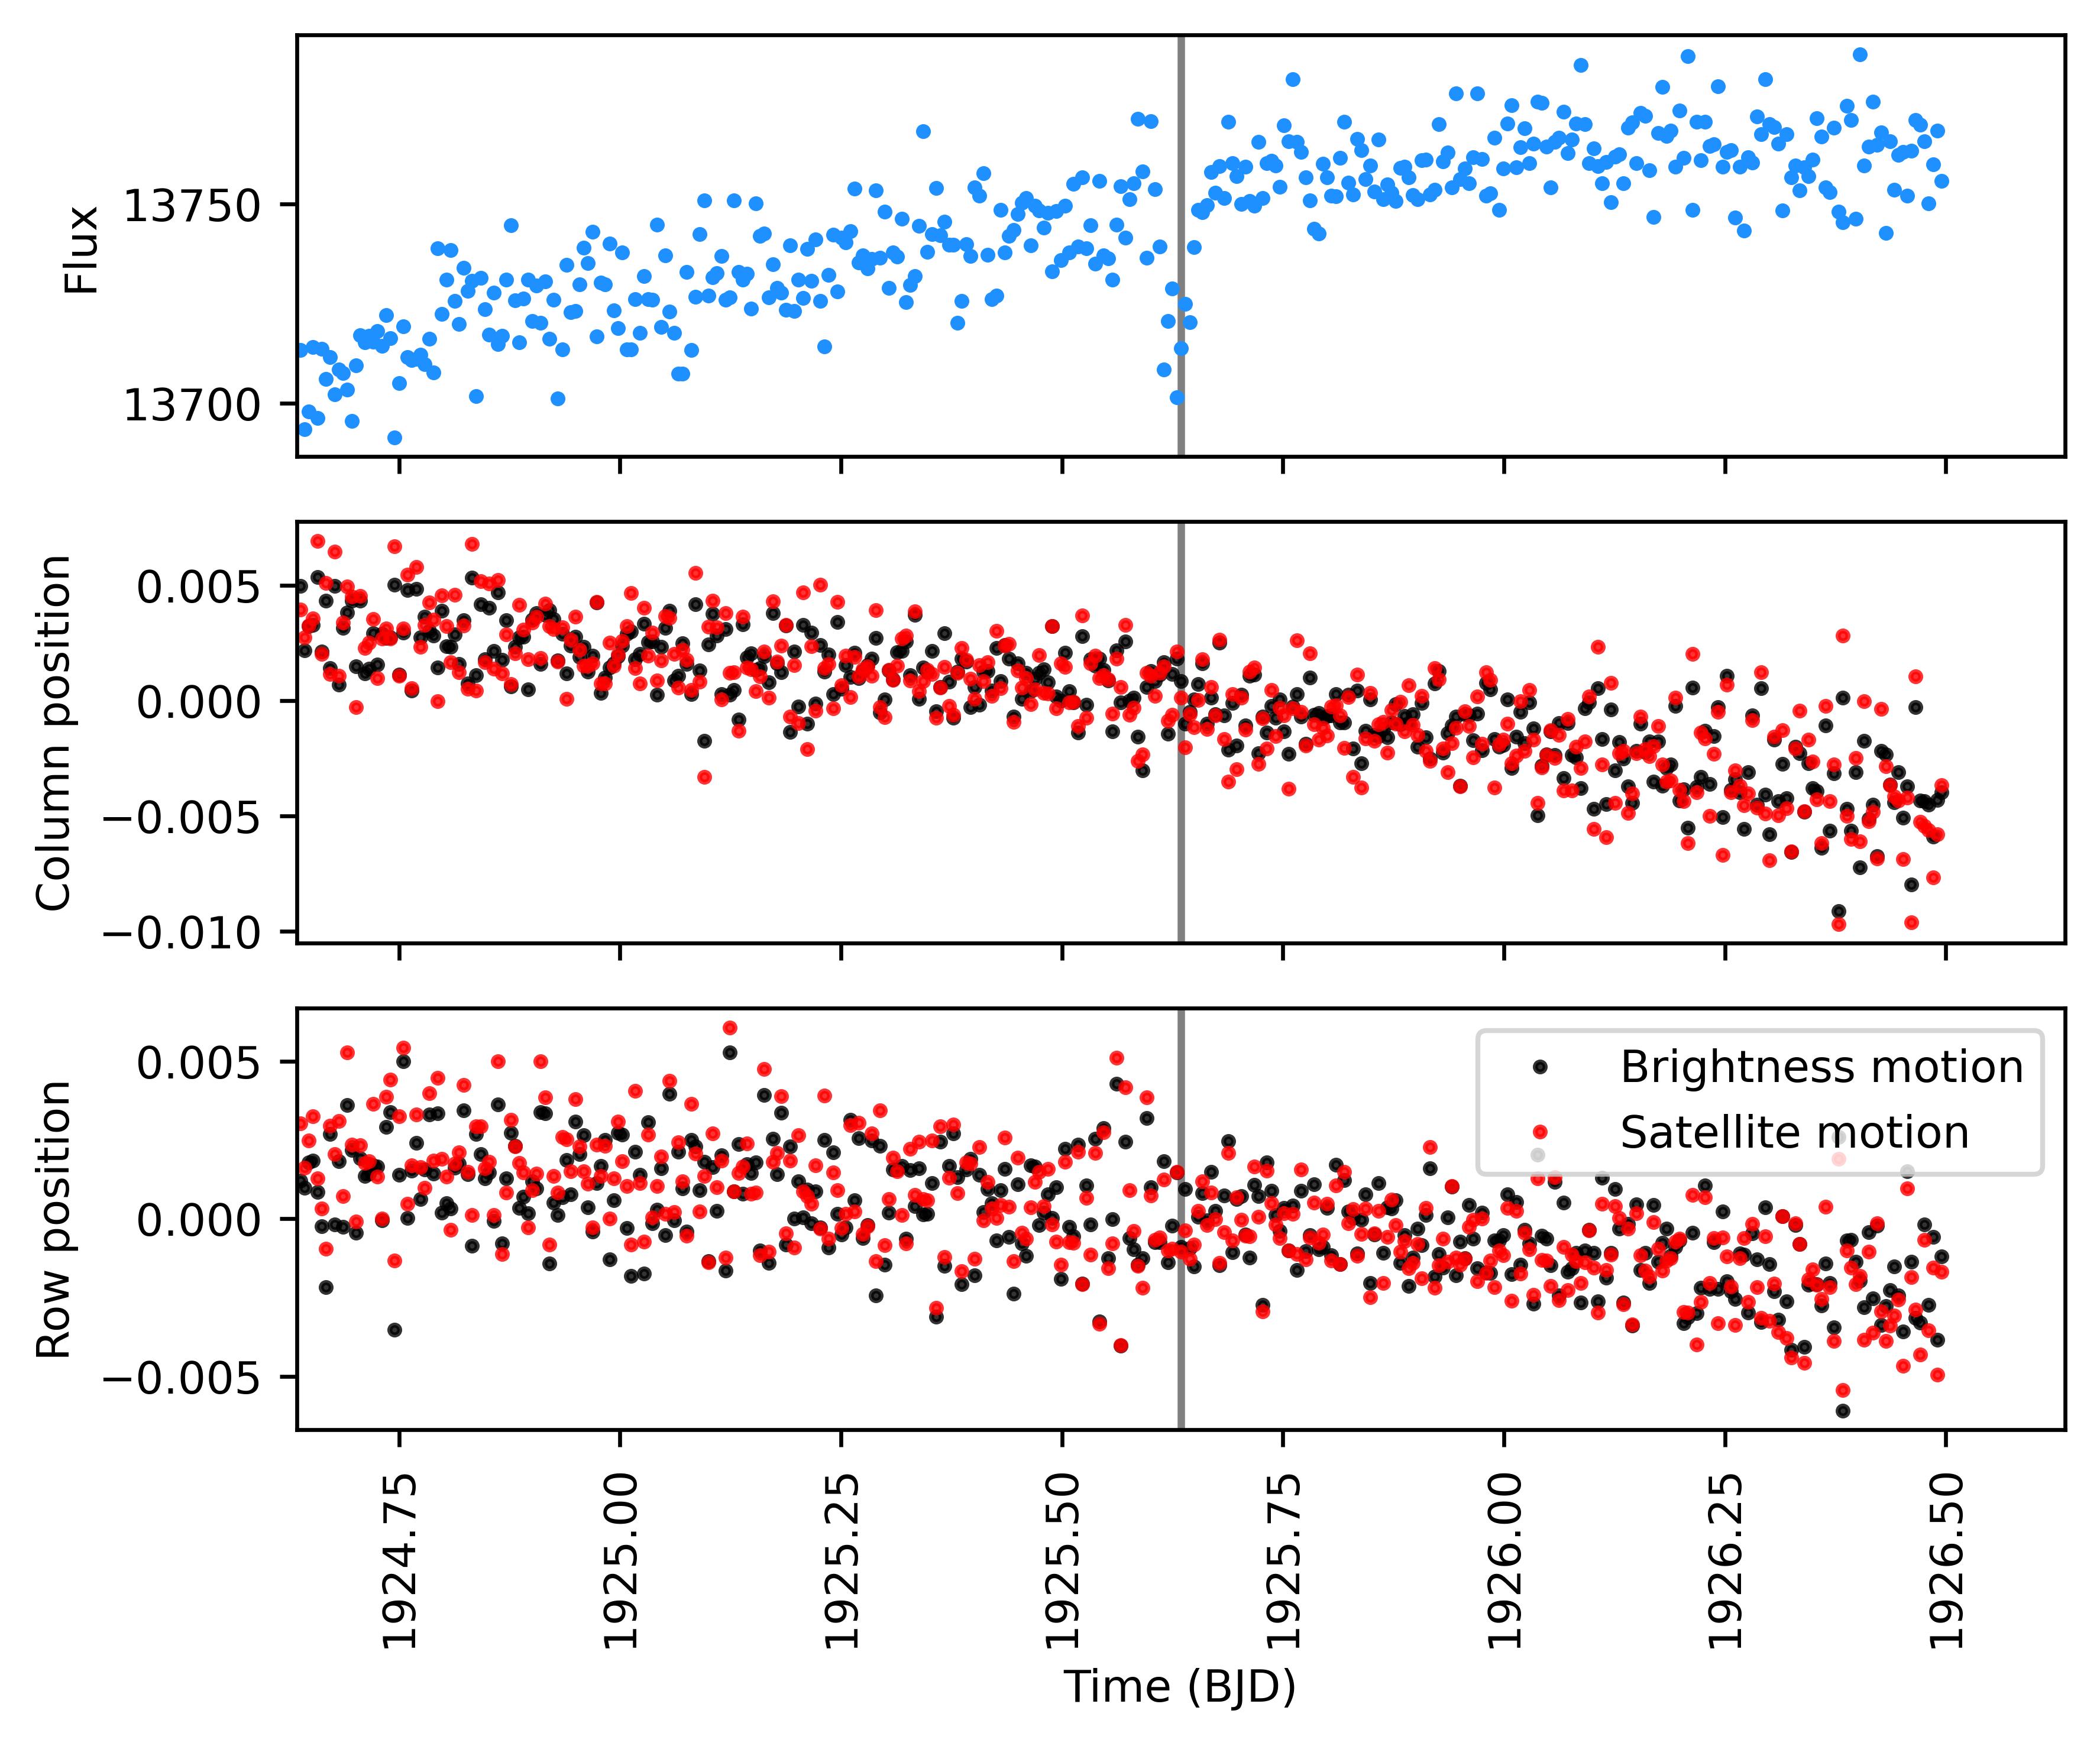 Flux
13750
13700
Column position
0.005
0.000
−0.005
−0.010
Row position
0.005
0.000
−0.005
Brightness motion
Satellite motion
1924.75
1925.00
1925.25
1925.50
1925.75
1926.00
1926.25
1926.50
Time (BJD)